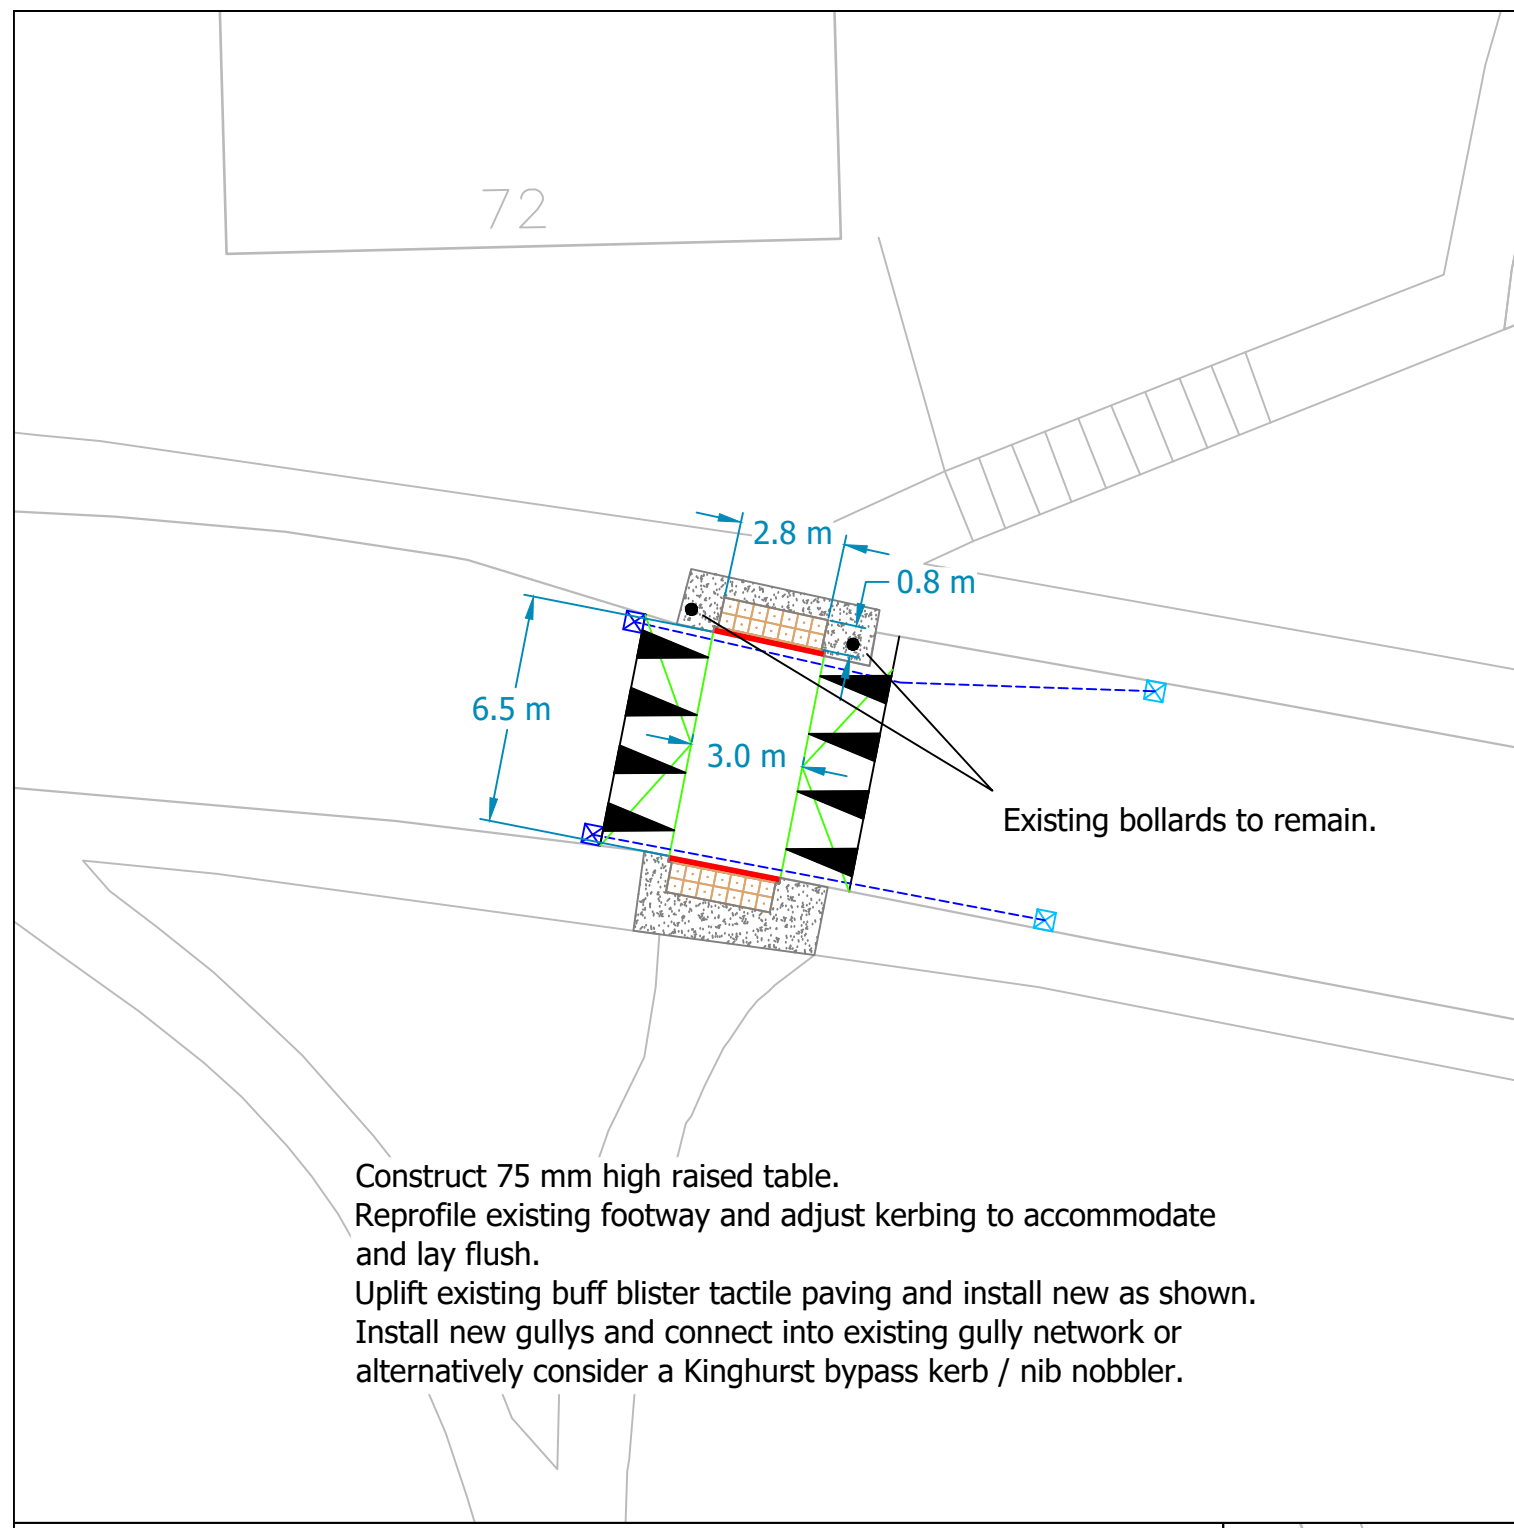 72
2.8 m
0.8 m
6.5 m
3.0 m
Existing bollards to remain.
Construct 75 mm high raised table.
Reprofile existing footway and adjust kerbing to accommodate
and lay flush.
Uplift existing buff blister tactile paving and install new as shown.
Install new gullys and connect into existing gully network or
alternatively consider a Kinghurst bypass kerb / nib nobbler.